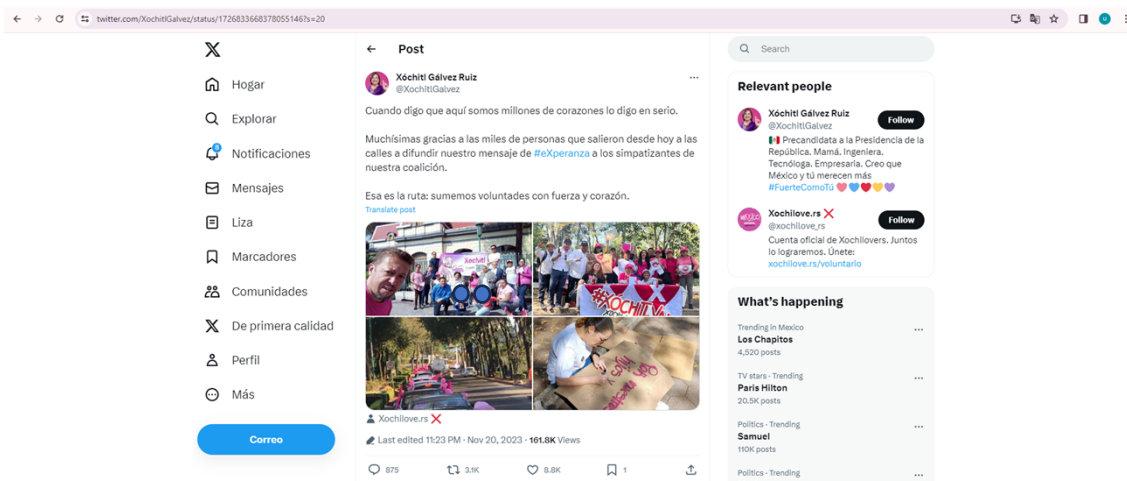 twitter.com/XochitlGalvez/status/1726833668378055146?s=20
Post
Search
Xóchitl Gálvez Ruiz
@XochitlGalvez
Hogar
Explorar
Notificaciones
Mensajes
Liza
Marcadores
Comunidades
De primera calidad
Perfil
Más
Correo
Cuando digo que aquí somos millones de corazones lo digo en serio.
Muchísimas gracias a las miles de personas que salieron desde hoy a las
calles a difundir nuestro mensaje de #eXperanza a los simpatizantes de
nuestra coalición.
Esa es la ruta: sumemos voluntades con fuerza y corazón.
Translate post
Xochitl
#XOCHITL
X
SOY
Xochilove.rs
Last edited 11:23 PM · Nov 20, 2023 · 161.8K Views
875
3.1K
8.8K
1
Relevant people
Xóchitl Gálvez Ruiz
@XochitlGalvez
Follow
Precandidata a la Presidencia de la
República. Mamá. Ingeniera.
Tecnóloga. Empresaria. Creo que
México y tú merecen más
#FuerteComoTú
Xochilove.rs
@xochilove_rs
Follow
Cuenta oficial de Xochilovers. Juntos
lo lograremos. Únete:
xochilove.rs/voluntario
What's happening
Trending in Mexico
Los Chapitos
4,520 posts
TV stars · Trending
Paris Hilton
20.5K posts
Politics · Trending
Samuel
110K posts
Politics · Trending